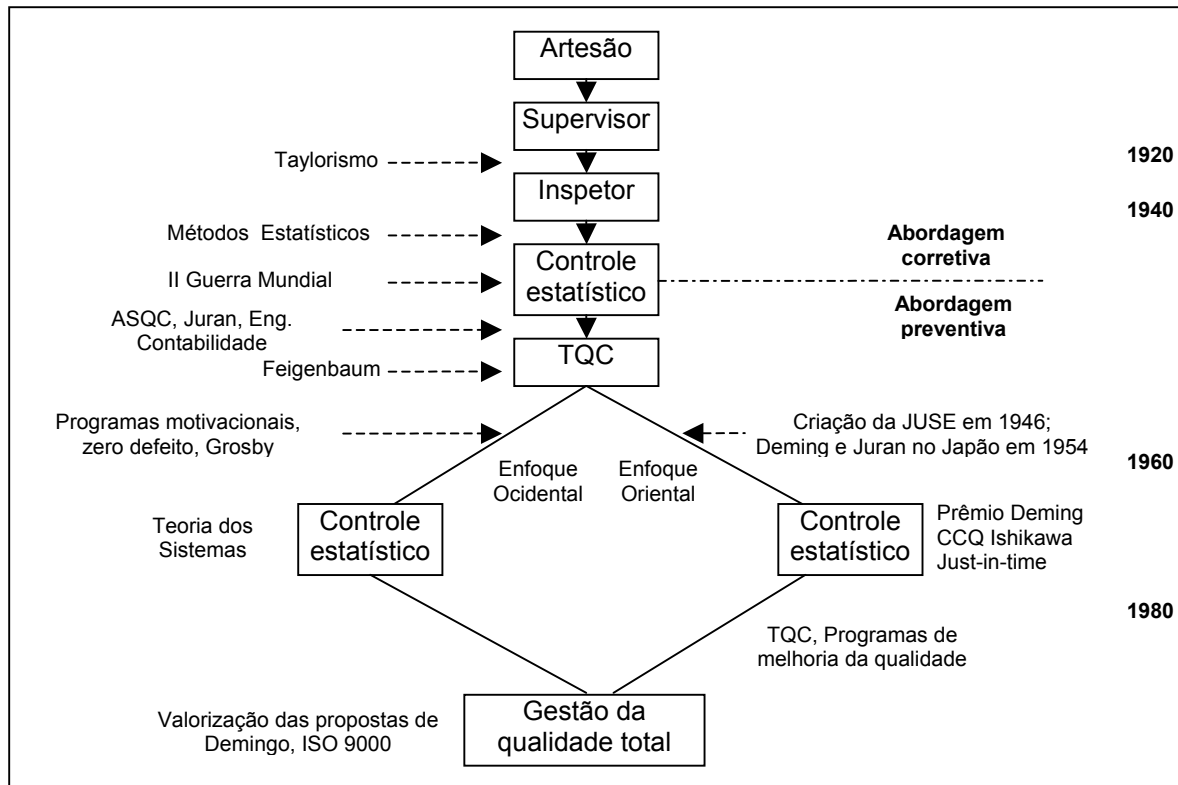 Artesão
Supervisor
Taylorismo
1920
Inspetor
1940
Métodos Estatísticos
Abordagem
corretiva
Controle
estatístico
II Guerra Mundial
Abordagem
preventiva
ASQC, Juran, Eng.
Contabilidade
TQC
Feigenbaum
Programas motivacionais,
zero defeito, Grosby
Criação da JUSE em 1946;
Deming e Juran no Japão em 1954
1960
Enfoque
Ocidental
Enfoque
Oriental
Teoria dos
Sistemas
Controle
estatístico
Controle
estatístico
Prêmio Deming
CCQ Ishikawa
Just-in-time
1980
TQC, Programas de
melhoria da qualidade
Valorização das propostas de
Demingo, ISO 9000
Gestão da
qualidade total